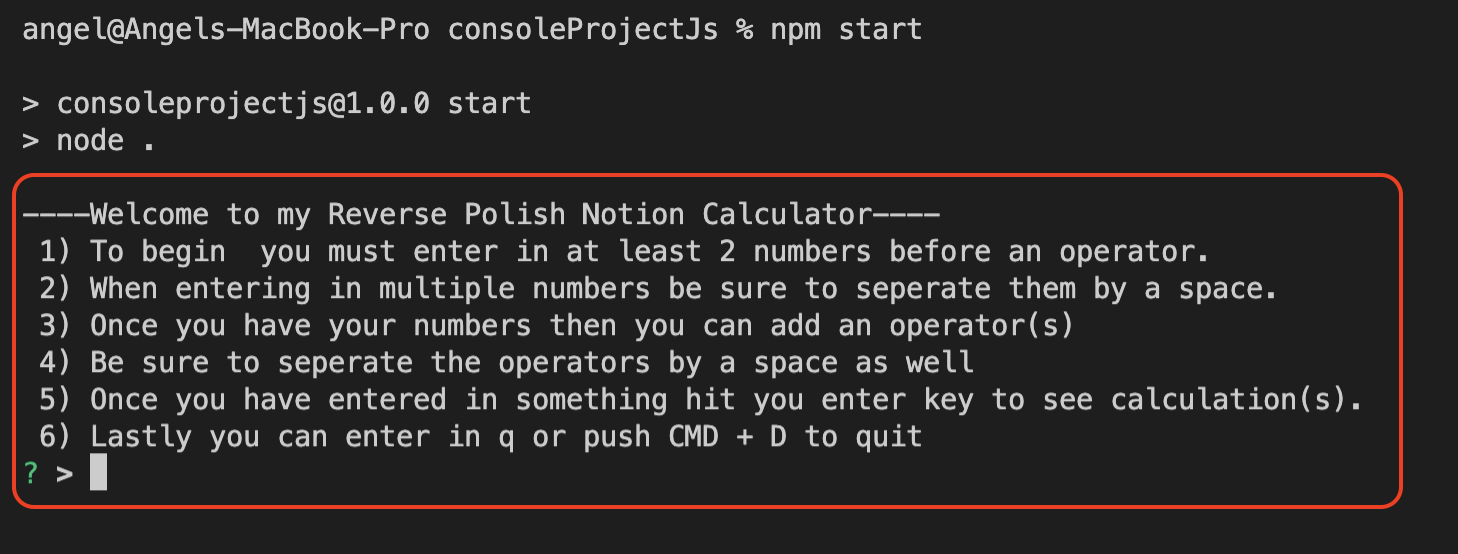 angel@Angels-MacBook-Pro consoleProjectJs % npm start
> consoleprojectjs@1.0.0 start
> node .
----Welcome to my Reverse Polish Notion Calculator----
1) To begin  you must enter in at least 2 numbers before an operator.
2) When entering in multiple numbers be sure to seperate them by a space.
3) Once you have your numbers then you can add an operator(s)
4) Be sure to seperate the operators by a space as well
5) Once you have entered in something hit you enter key to see calculation(s).
6) Lastly you can enter in q or push CMD + D to quit
? >